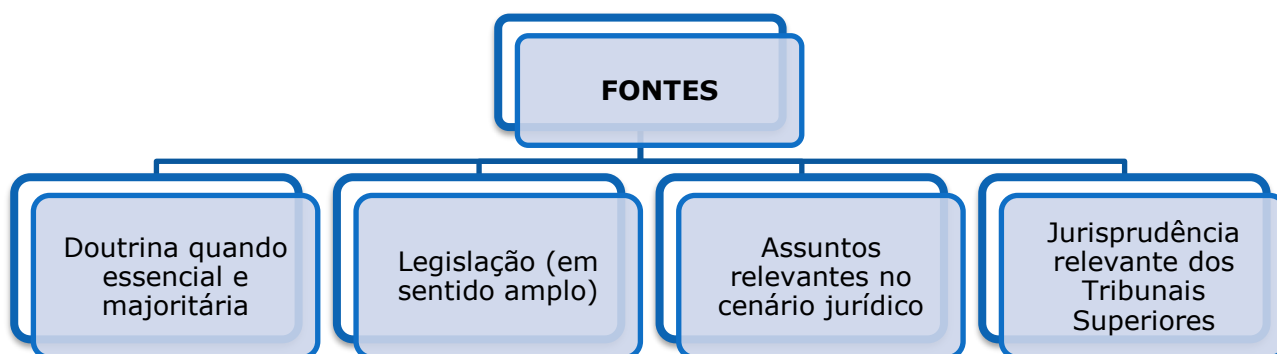 FONTES
Doutrina quando
essencial e
majoritária
Legislação (em
sentido amplo)
Assuntos
relevantes no
cenário jurídico
Jurisprudência
relevante dos
Tribunais
Superiores